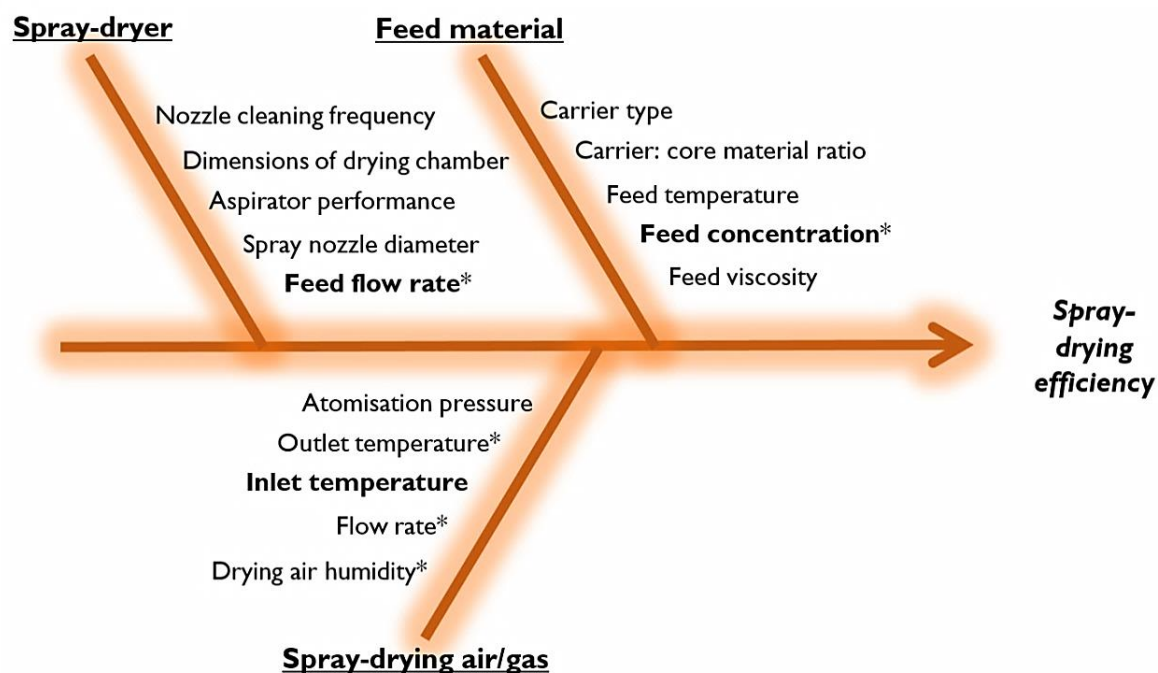 Spray-dryer
Nozzle cleaning frequency
Dimensions of drying chamber
Aspirator performance
Spray nozzle diameter
Feed flow rate*
Feed material
Carrier type
Carrier: core material ratio
Feed temperature
Feed concentration*
Feed viscosity
Spray-
drying
efficiency
Atomisation pressure
Outlet temperature*
Inlet temperature
Flow rate*
Drying air humidity*
Spray-drying air/gas